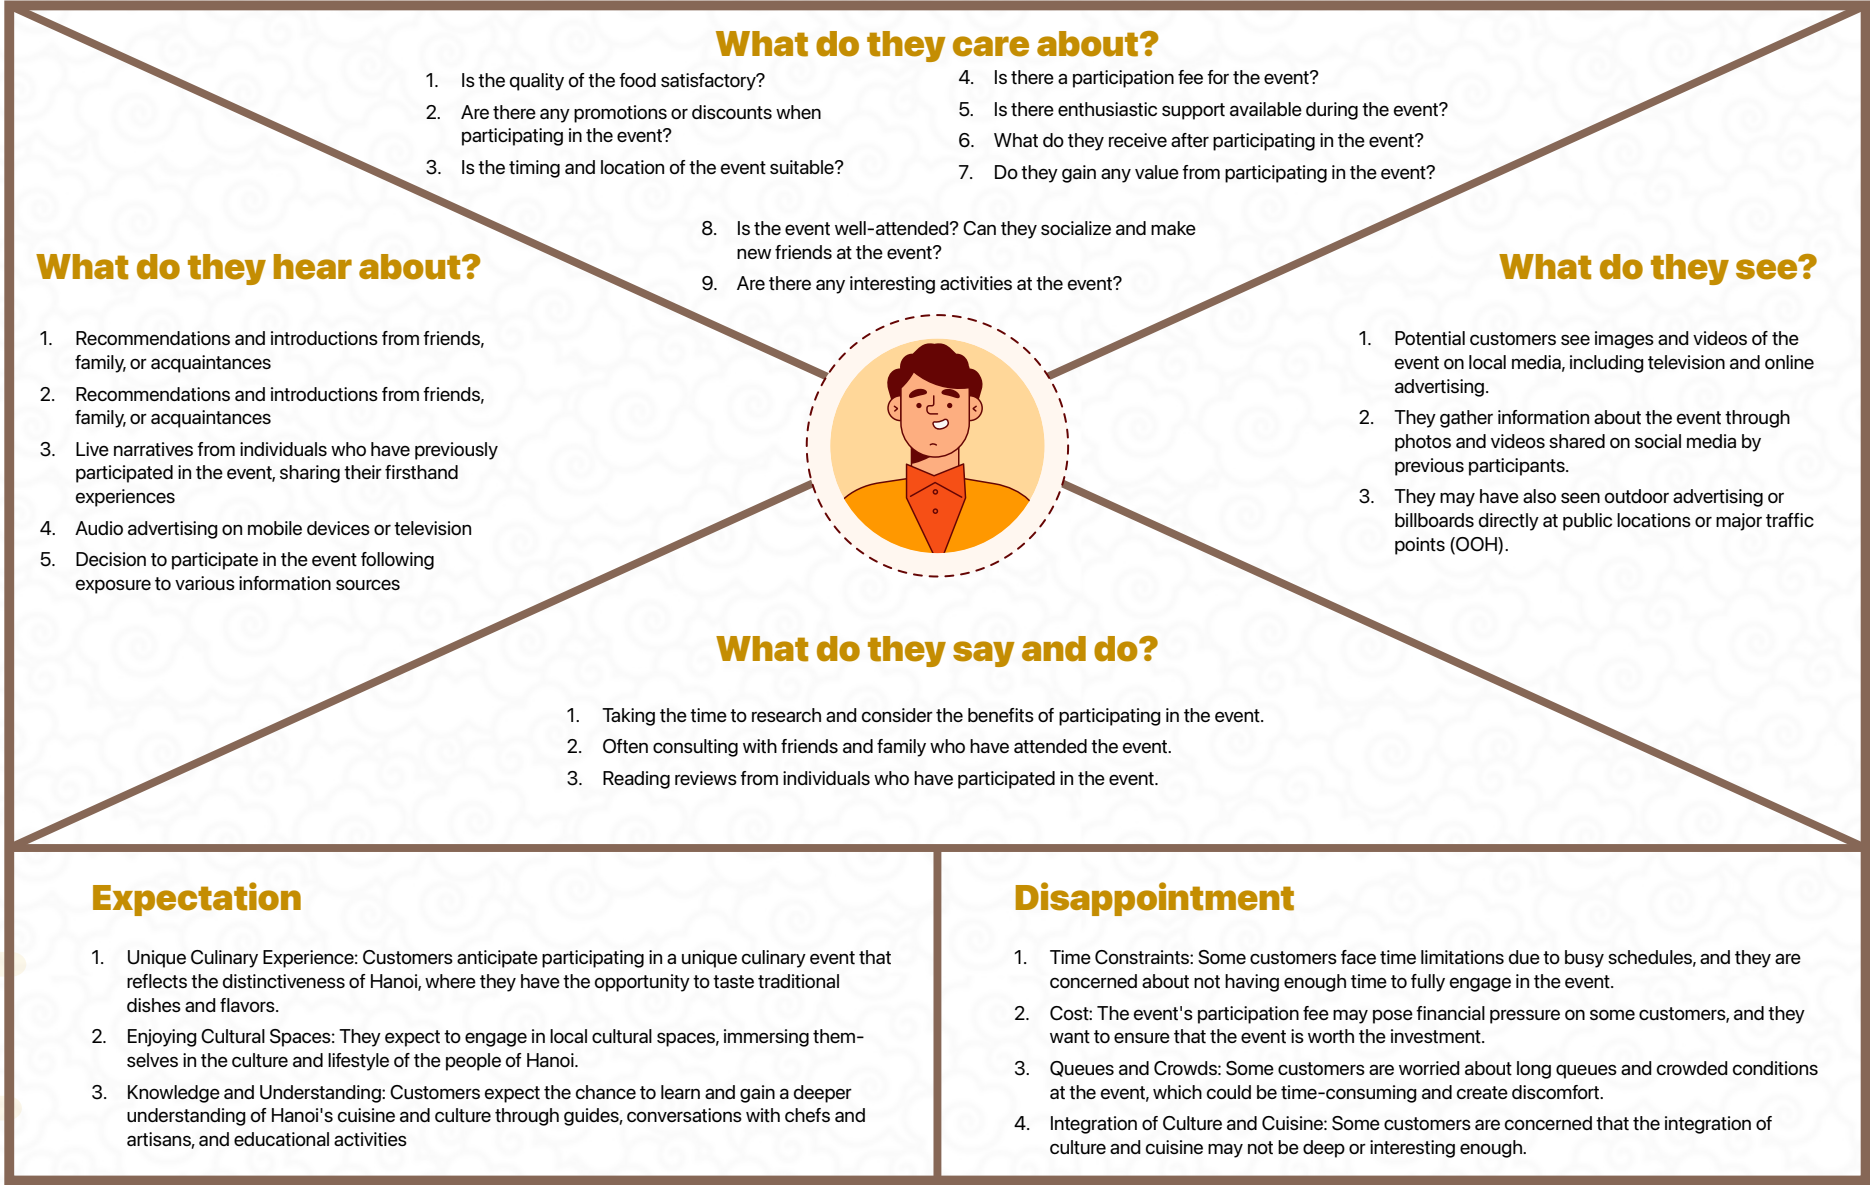 What do they care about?
1. Is the quality of the food satisfactory?
2. Are there any promotions or discounts when
participating in the event?
3. Is the timing and location of the event suitable?
4. Is there a participation fee for the event?
5. Is there enthusiastic support available during the event?
6. What do they receive after participating in the event?
7. Do they gain any value from participating in the event?
8. Is the event well-attended? Can they socialize and make
new friends at the event?
9. Are there any interesting activities at the event?
What do they hear about?
1. Recommendations and introductions from friends,
family, or acquaintances
2. Recommendations and introductions from friends,
family, or acquaintances
3. Live narratives from individuals who have previously
participated in the event, sharing their firsthand
experiences
4. Audio advertising on mobile devices or television
5. Decision to participate in the event following
exposure to various information sources
What do they see?
1. Potential customers see images and videos of the
event on local media, including television and online
advertising.
2. They gather information about the event through
photos and videos shared on social media by
previous participants.
3. They may have also seen outdoor advertising or
billboards directly at public locations or major traffic
points (OOH).
What do they say and do?
1. Taking the time to research and consider the benefits of participating in the event.
2. Often consulting with friends and family who have attended the event.
3. Reading reviews from individuals who have participated in the event.
Expectation
1. Unique Culinary Experience: Customers anticipate participating in a unique culinary event that
reflects the distinctiveness of Hanoi, where they have the opportunity to taste traditional
dishes and flavors.
2. Enjoying Cultural Spaces: They expect to engage in local cultural spaces, immersing them-
selves in the culture and lifestyle of the people of Hanoi.
3. Knowledge and Understanding: Customers expect the chance to learn and gain a deeper
understanding of Hanoi's cuisine and culture through guides, conversations with chefs and
artisans, and educational activities
Disappointment
1. Time Constraints: Some customers face time limitations due to busy schedules, and they are
concerned about not having enough time to fully engage in the event.
2. Cost: The event's participation fee may pose financial pressure on some customers, and they
want to ensure that the event is worth the investment.
3. Queues and Crowds: Some customers are worried about long queues and crowded conditions
at the event, which could be time-consuming and create discomfort.
4. Integration of Culture and Cuisine: Some customers are concerned that the integration of
culture and cuisine may not be deep or interesting enough.